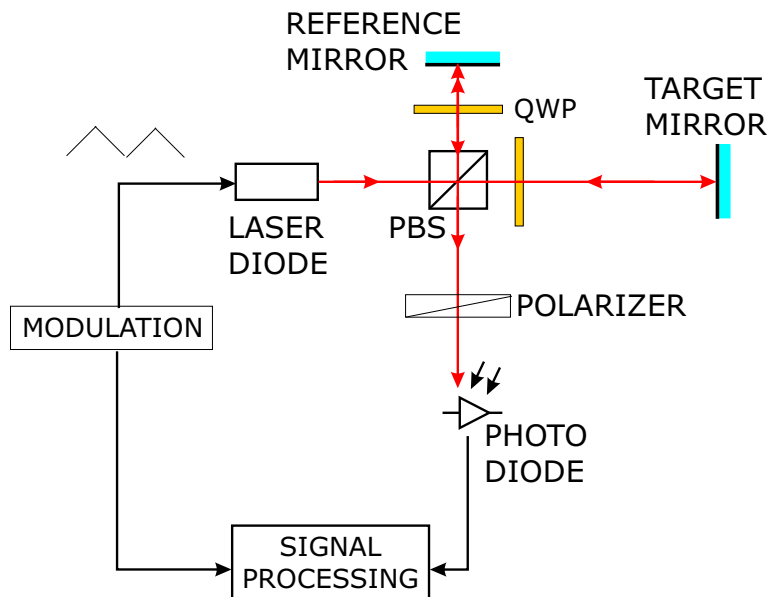 REFERENCE
MIRROR
QWP
TARGET
MIRROR
LASER
DIODE
PBS
MODULATION
POLARIZER
PHOTO
DIODE
SIGNAL
PROCESSING